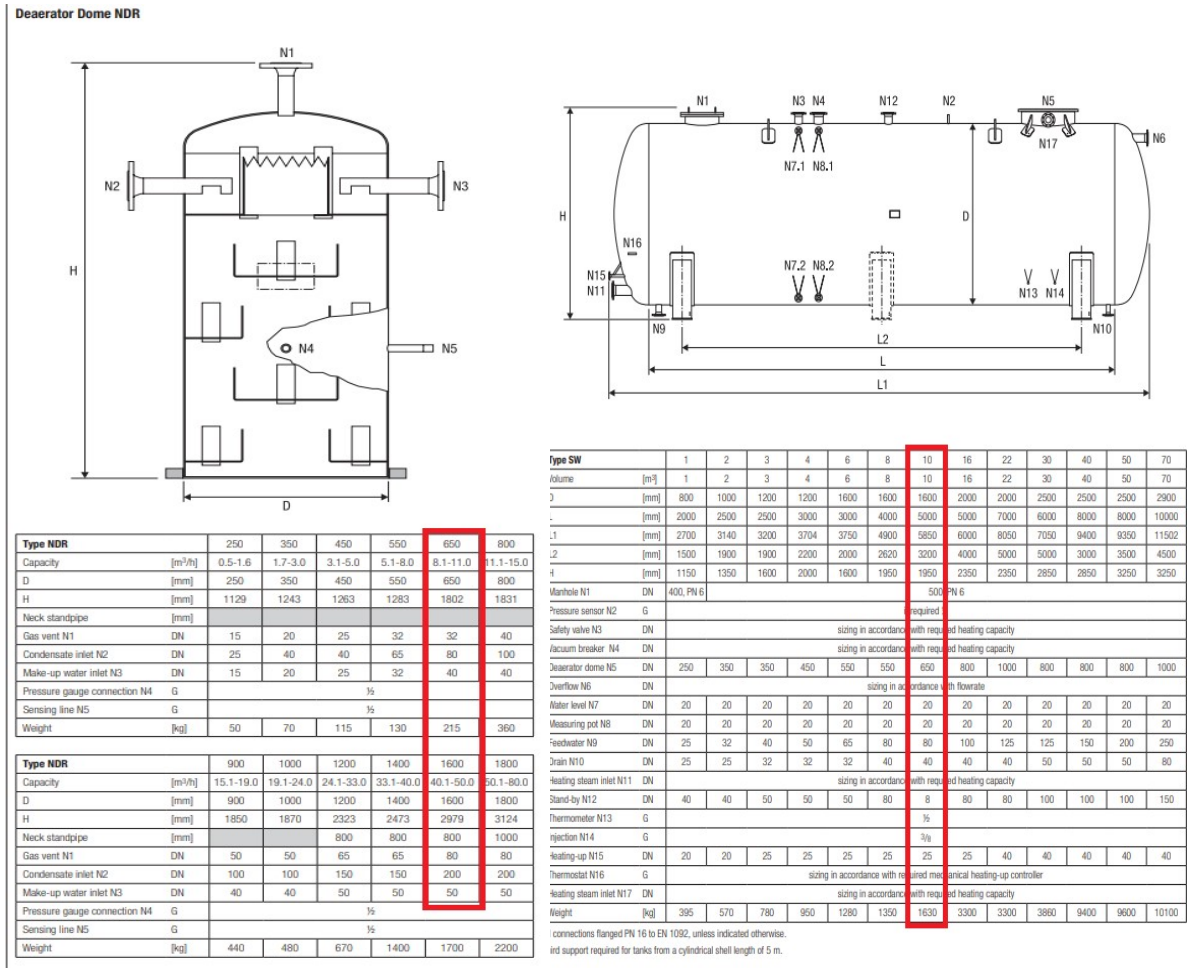 Deaerator Dome NDR
N1
N2
N3
H
N4
N5
D
N1
N3 N4
N12
N2
N5
N17
N6
N7.1 N8.1
H
D
N16
N15
N11
N7.2 N8.2
N13 N14
N9
N10
L2
L
L1
Type NDR 250 350 450 550 650 800
Capacity [m³/h] 0.5-1.6 1.7-3.0 3.1-5.0 5.1-8.0 8.1-11.0 11.1-15.0
D [mm] 250 350 450 550 650 800
H [mm] 1129 1243 1263 1283 1802 1831
Neck standpipe [mm]
Gas vent N1 DN 15 20 25 32 32 40
Condensate inlet N2 DN 25 40 40 65 80 100
Make-up water inlet N3 DN 15 20 25 32 40 40
Pressure gauge connection N4 G ½
Sensing line N5 G ½
Weight [kg] 50 70 115 130 215 360
Type NDR 900 1000 1200 1400 1600 1800
Capacity [m³/h] 15.1-19.0 19.1-24.0 24.1-33.0 33.1-40.0 40.1-50.0 50.1-80.0
D [mm] 900 1000 1200 1400 1600 1800
H [mm] 1850 1870 2323 2473 2979 3124
Neck standpipe [mm] 800 800 800 1000
Gas vent N1 DN 50 50 65 65 80 80
Condensate inlet N2 DN 100 100 150 150 200 200
Make-up water inlet N3 DN 40 40 50 50 50 50
Pressure gauge connection N4 G ½
Sensing line N5 G ½
Weight [kg] 440 480 670 1400 1700 2200
Type SW 1 2 3 4 6 8 10 16 22 30 40 50 70
Volume [m³] 1 2 3 4 6 8 10 16 22 30 40 50 70
D [mm] 800 1000 1200 1200 1600 1600 1600 2000 2000 2500 2500 2500 2900
L [mm] 2000 2500 2500 3000 3000 4000 5000 5000 7000 6000 8000 8000 10000
L1 [mm] 2700 3140 3200 3704 3750 4900 5850 6000 8050 7050 9400 9350 11502
L2 [mm] 1500 1900 1900 2200 2000 2620 3200 4000 5000 5000 3000 3500 4500
H [mm] 1150 1350 1600 2000 1600 1950 1950 2350 2350 2850 2850 3250 3250
Manhole N1 DN 400, PN 6 500, PN 6
Pressure sensor N2 G required
Safety valve N3 DN sizing in accordance with required heating capacity
Vacuum breaker N4 DN sizing in accordance with required heating capacity
Deaerator dome N5 DN 250 350 350 450 550 550 650 800 1000 800 800 800 1000
Overflow N6 DN sizing in accordance with flowrate
Water level N7 DN 20 20 20 20 20 20 20 20 20 20 20 20 20
Measuring pot N8 DN 20 20 20 20 20 20 20 20 20 20 20 20 20
Feedwater N9 DN 25 32 40 50 65 80 80 100 125 125 150 200 250
Drain N10 DN 25 25 32 32 32 40 40 40 40 50 50 50 80
Heating steam inlet N11 DN sizing in accordance with required heating capacity
Stand-by N12 DN 40 40 50 50 50 80 8 80 80 100 100 100 150
Thermometer N13 G ½
Injection N14 G 3/8
Heating-up N15 DN 20 20 25 25 25 25 25 25 40 40 40 40 40
Thermostat N16 G sizing in accordance with required mechanical heating-up controller
Heating steam inlet N17 DN sizing in accordance with required heating capacity
Weight [kg] 395 570 780 950 1280 1350 1630 3300 3300 3860 9400 9600 10100
connections flanged PN 16 to EN 1092, unless indicated otherwise.
ird support required for tanks from a cylindrical shell length of 5 m.